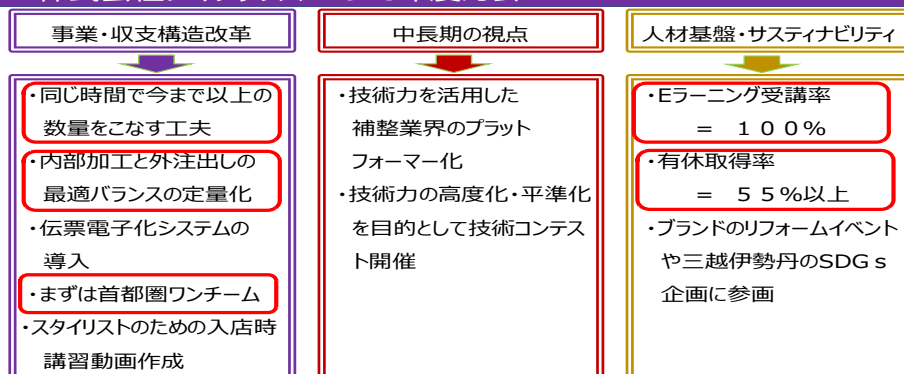 事業・収支構造改革
・同じ時間で今まで以上の
数量をこなす工夫
・内部加工と外注出しの
最適バランスの定量化
・伝票電子化システムの
導入
・まずは首都圏ワンチーム
・スタイリストのための入店時
講習動画作成
中長期の視点
・技術力を活用した
補整業界のプラット
フォーマー化
・技術力の高度化・平準化
を目的として技術コンテス
ト開催
人材基盤・サスティナビリティ
・Eラーニング受講率
= 100%
・有休取得率
= 55%以上
・ブランドのリフォームイベント
や三越伊勢丹のSDGs
企画に参画